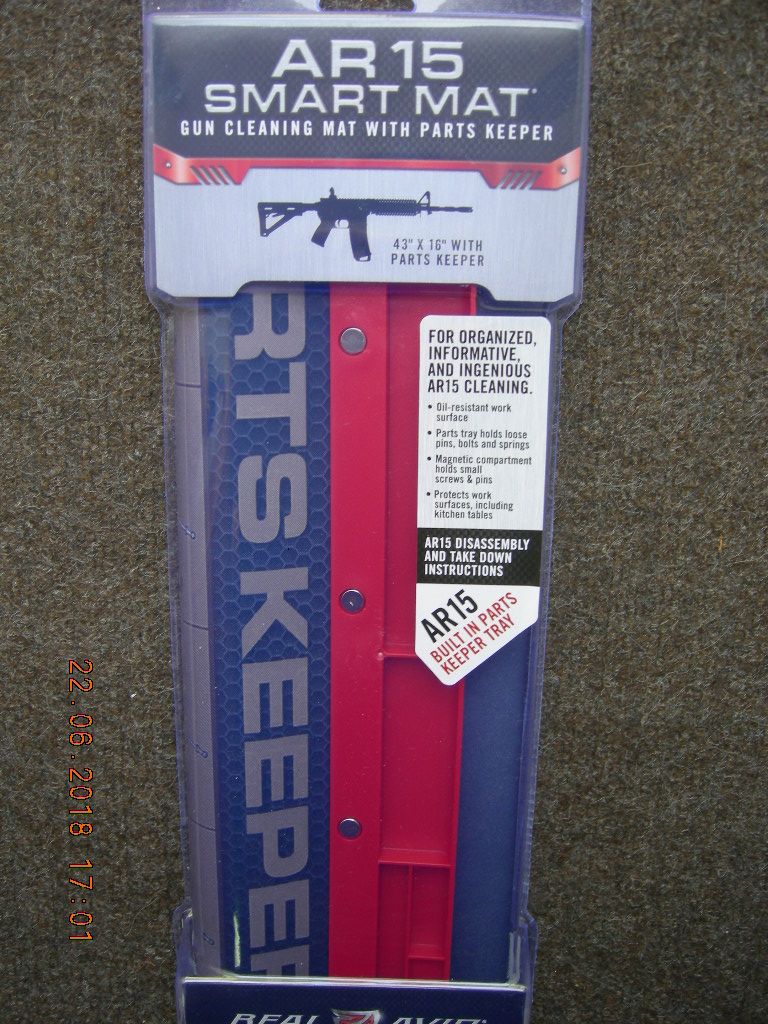 AR15
SMART MAT
GUN CLEANING MAT WITH PARTS KEEPER
43" X 16" WITH
PARTS KEEPER
FOR ORGANIZED,
INFORMATIVE,
AND INGENIOUS
AR15 CLEANING.
• Oil-resistant work
surface
• Parts tray holds loose
pins, bolts and springs
• Magnetic compartment
holds small
screws & pins
• Protects work
surfaces, including
kitchen tables
AR15 DISASSEMBLY
AND TAKE DOWN
INSTRUCTIONS
AR15
BUILT IN PARTS
KEEPER TRAY
RTS KEEPER
REAL AVID
22.06.2018 17:01